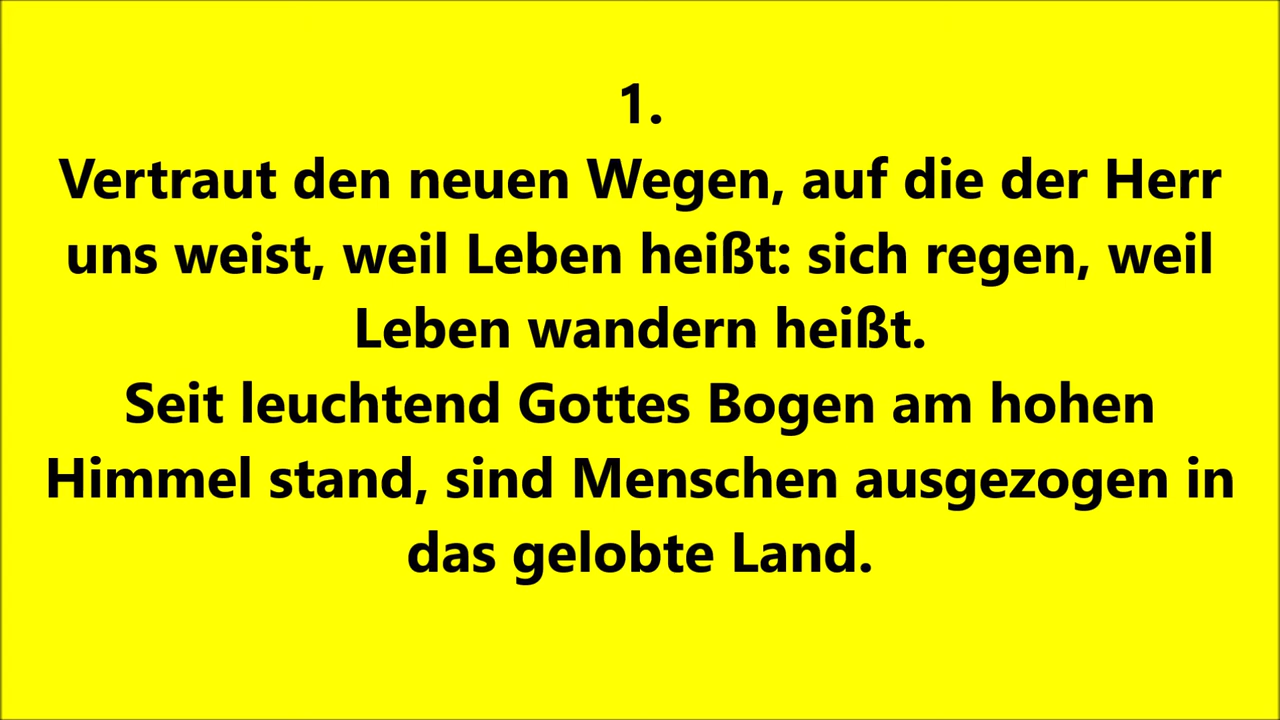 1.
Vertraut den neuen Wegen, auf die der Herr
uns weist, weil Leben heißt: sich regen, weil
Leben wandern heißt.
Seit leuchtend Gottes Bogen am hohen
Himmel stand, sind Menschen ausgezogen in
das gelobte Land.